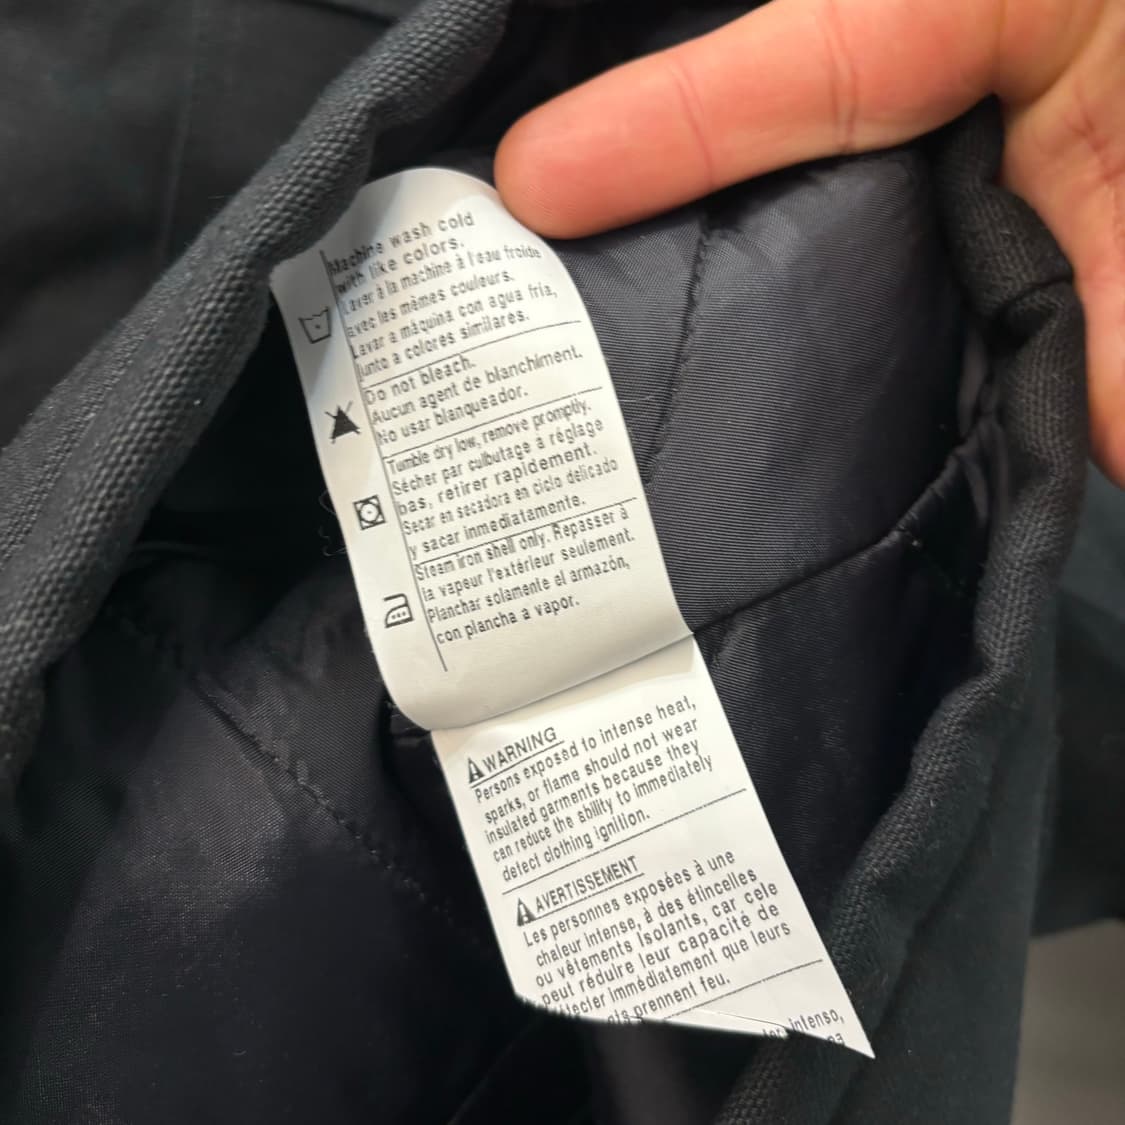 Machine wash cold
with like colors.
Laver à la machine à l'eau froide
avec les mèmes couleurs.
Lavar a máquina con agua fría,
junto a colores similares.
Do not bleach.
Aucun agent de blanchiment.
No usar blanqueador.
Tumble dry low, remove promptly.
Sécher par culbutage à réglage
bas, retirer rapidement.
Secar en secadora en ciclo delicado
y sacar inmediatamente.
Steam iron shell only. Repasser à
la vapeur l'extérieur seulement.
Planchar solamente el armazón,
con plancha a vapor.
WARNING
Persons exposed to intense heat,
sparks, or flame should not wear
insulated garments because they
can reduce the ability to immediately
detect clothing ignition.
AVERTISSEMENT
Les personnes exposées à une
chaleur intense, à des étincelles
ou vêtements isolants, car cele
peut réduire leur capacité de
immédiatement que leurs
prennent feu.
intenso,